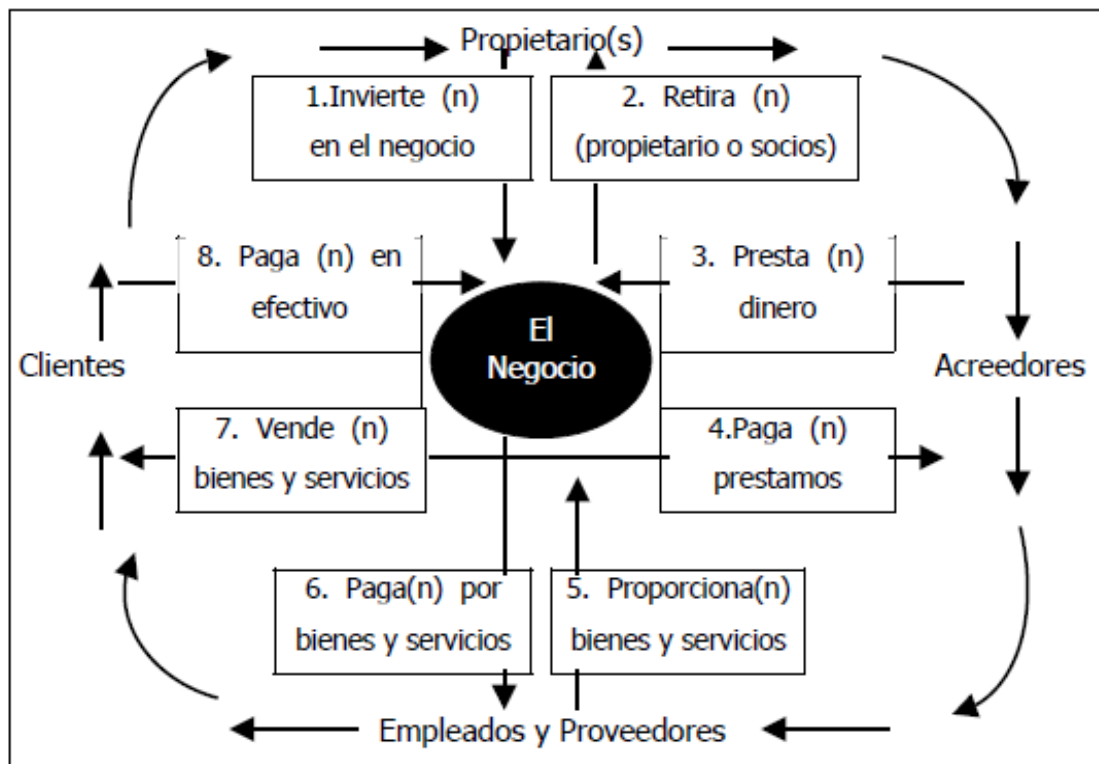 Propietario(s)
1.Invierte (n)
en el negocio
2. Retira (n)
(propietario o socios)
8. Paga (n) en
efectivo
3. Presta (n)
dinero
El
Negocio
Clientes
Acreedores
7. Vende (n)
bienes y servicios
4.Paga (n)
prestamos
6. Paga(n) por
bienes y servicios
5. Proporciona(n)
bienes y servicios
Empleados y Proveedores